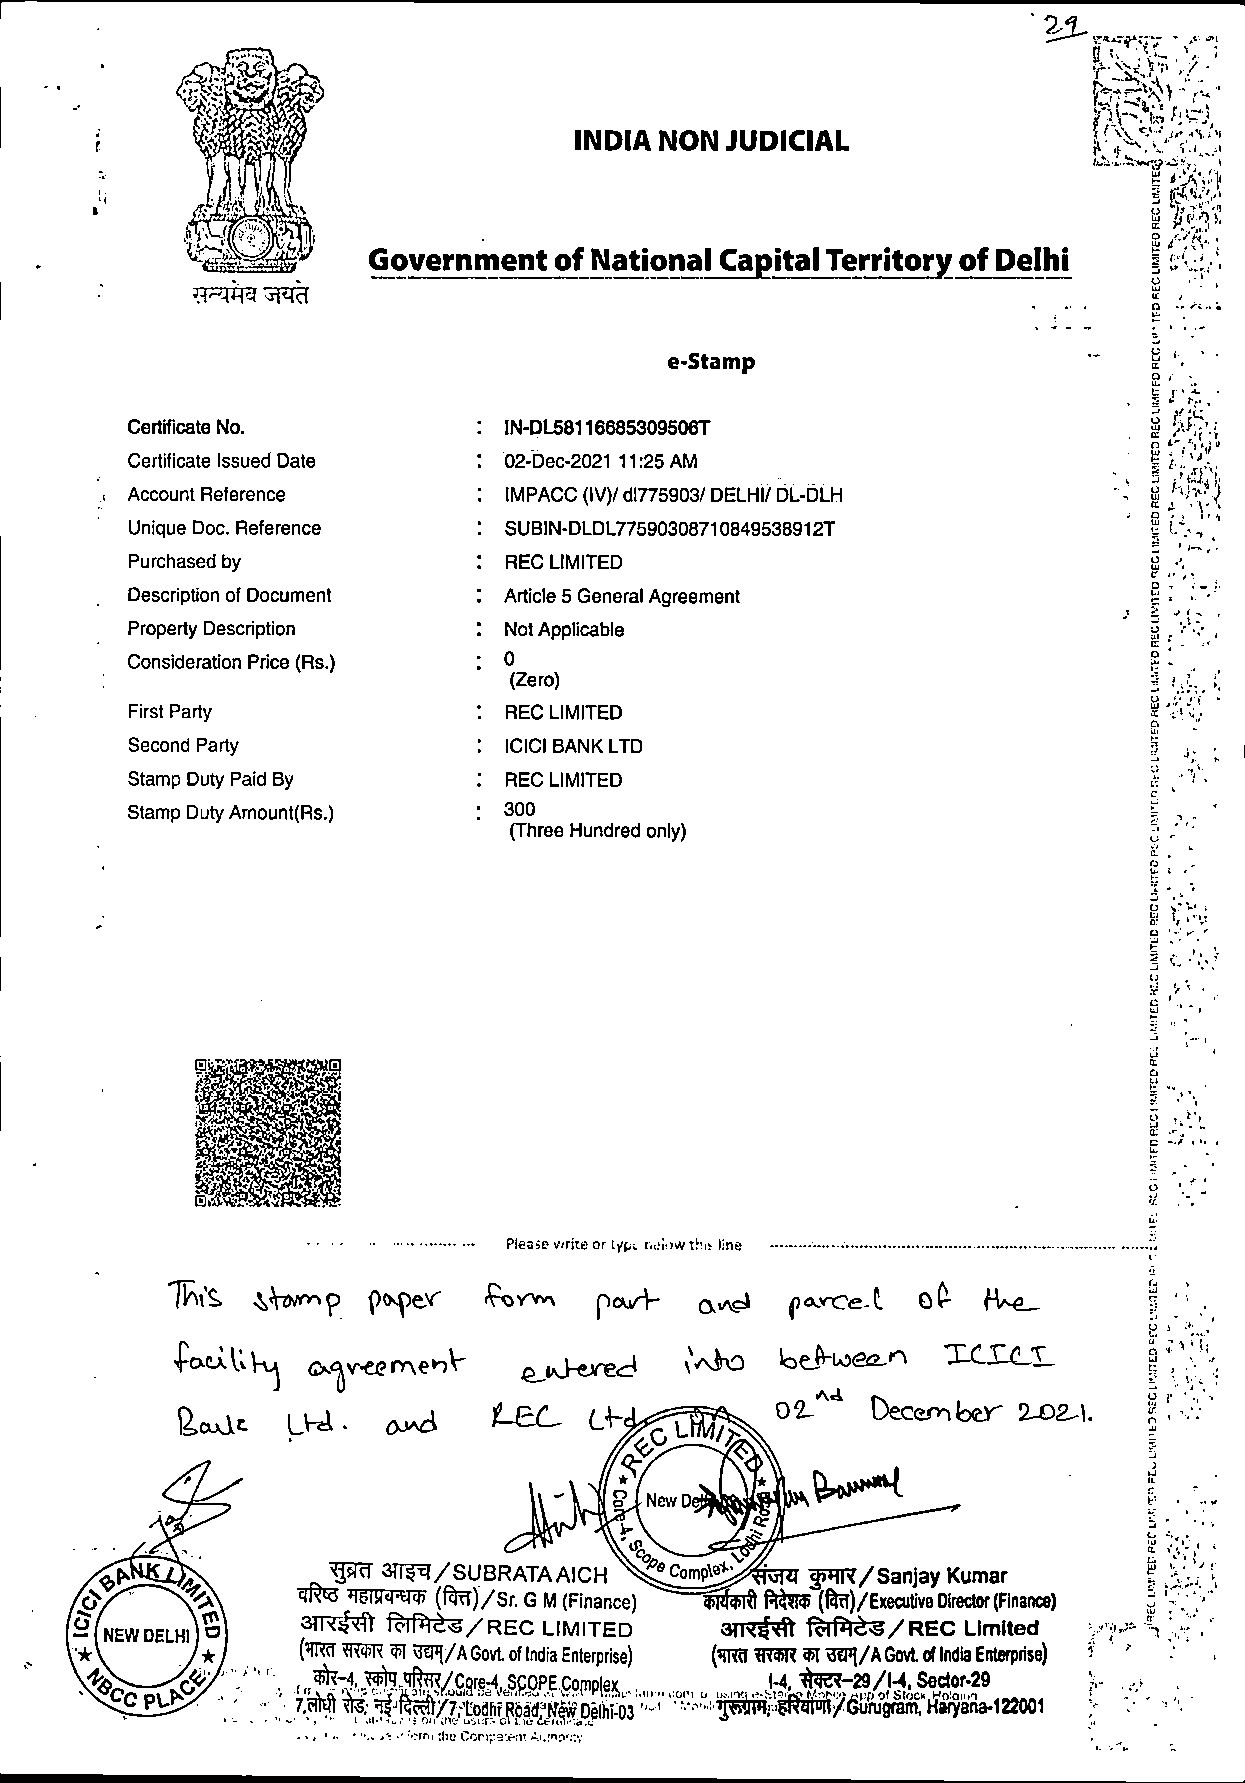 29
सत्यमेव जयते
INDIA NON JUDICIAL
Government of National Capital Territory of Delhi
e-Stamp
Certificate No. : IN-DL58116685309506T
Certificate Issued Date : 02-Dec-2021 11:25 AM
Account Reference : IMPACC (IV)/ dl775903/ DELHI/ DL-DLH
Unique Doc. Reference : SUBIN-DLDL77590308710849538912T
Purchased by : REC LIMITED
Description of Document : Article 5 General Agreement
Property Description : Not Applicable
Consideration Price (Rs.) : 0
(Zero)
First Party : REC LIMITED
Second Party : ICICI BANK LTD
Stamp Duty Paid By : REC LIMITED
Stamp Duty Amount(Rs.) : 300
(Three Hundred only)
Please write or type below this line
This stamp paper form part and parcel of the
facility agreement entered into between ICICI
Bank Ltd. and REC Ltd 02nd December 2021.
REC LIMITED
New Delhi
Core-4, Scope Complex, Lodhi Road
ICICI BANK LIMITED
NEW DELHI
NBCC PLACE
सुब्रत आइच/SUBRATA AICH
वरिष्ठ महाप्रबन्धक (वित्त)/Sr. G M (Finance)
आरईसी लिमिटेड/REC LIMITED
(भारत सरकार का उद्यम/A Govt. of India Enterprise)
कोर-4, स्कोप परिसर/Core-4, SCOPE Complex
7, लोधी रोड, नई-दिल्ली/7, Lodhi Road, New Delhi-03
संजय कुमार/Sanjay Kumar
कार्यकारी निदेशक (वित्त)/Executive Director (Finance)
आरईसी लिमिटेड/REC Limited
(भारत सरकार का उद्यम/A Govt. of India Enterprise)
I-4, सेक्टर-29/I-4, Sector-29
गुरूग्राम, हरियाणा/Gurugram, Haryana-122001
the Competent Authority